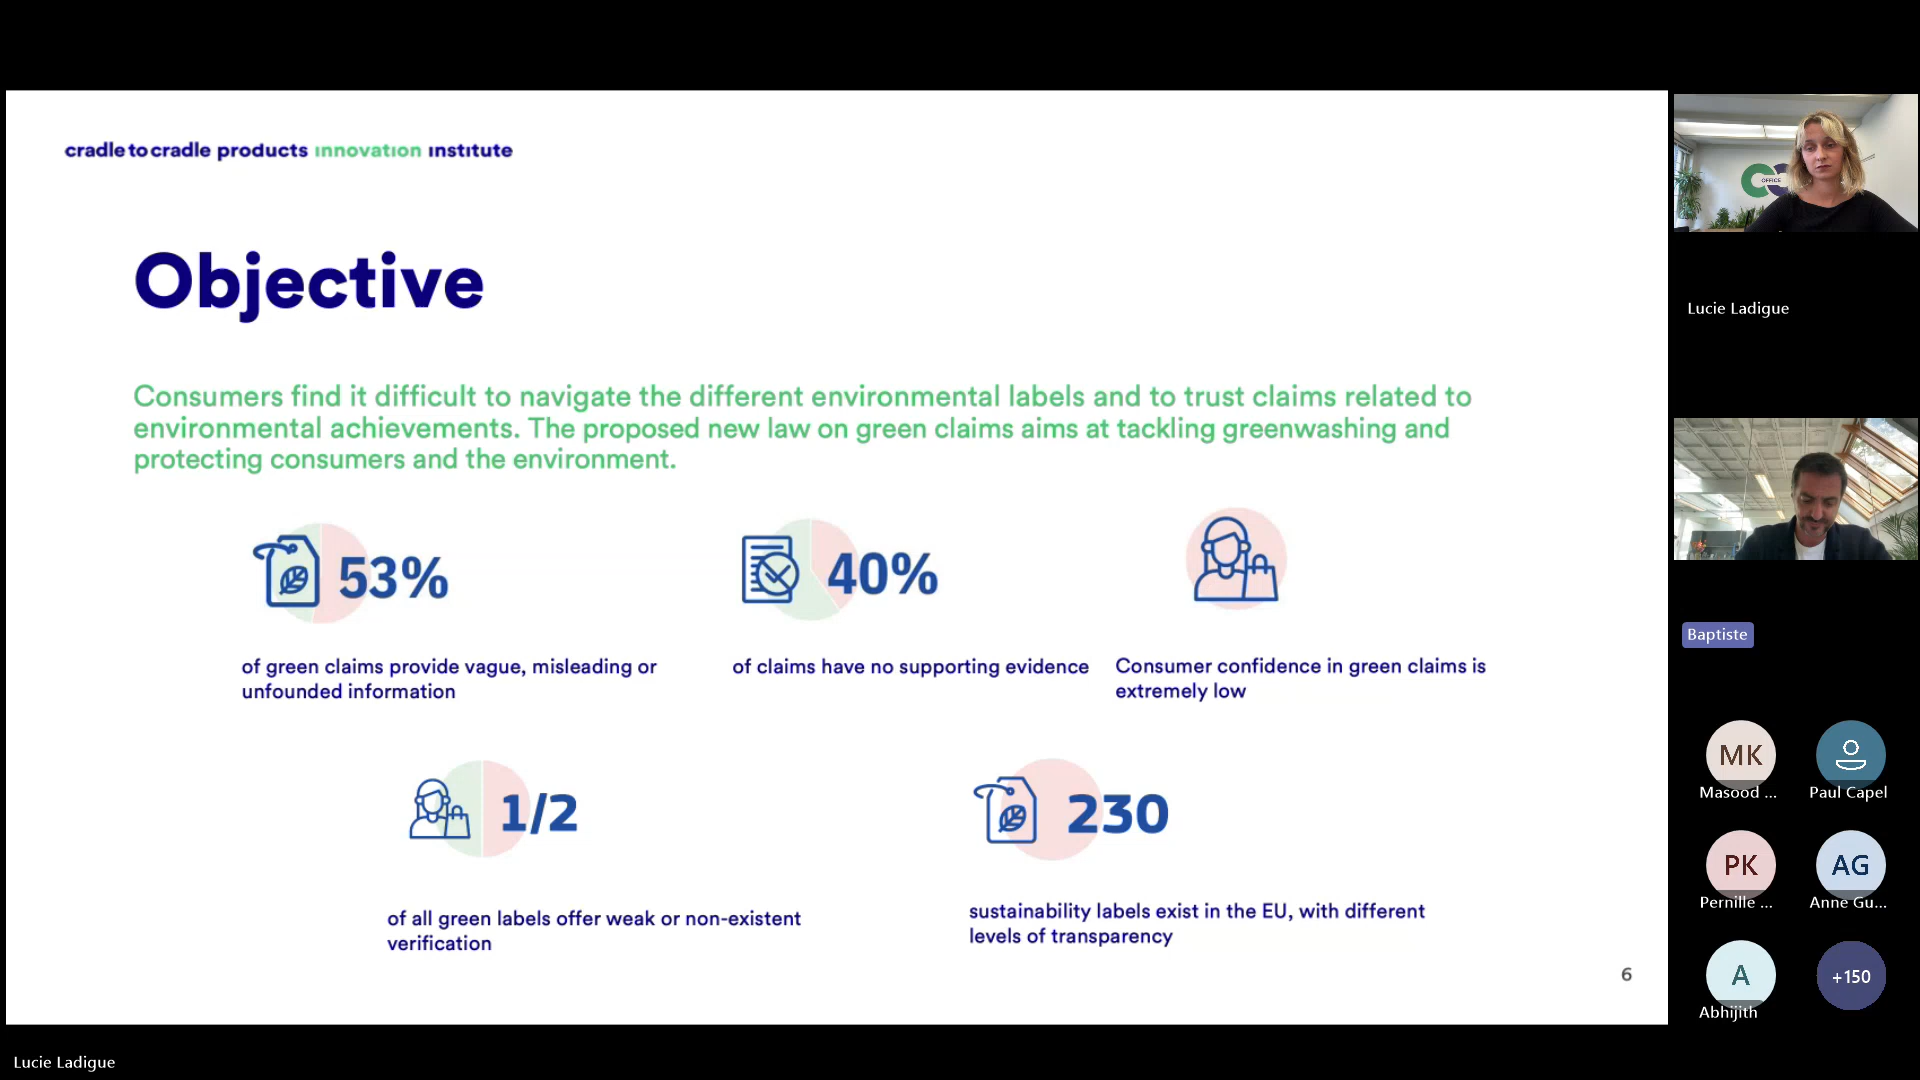 cradle to cradle products innovation institute
Objective
Consumers find it difficult to navigate the different environmental labels and to trust claims related to
environmental achievements. The proposed new law on green claims aims at tackling greenwashing and
protecting consumers and the environment.
53%
of green claims provide vague, misleading or
unfounded information
40%
of claims have no supporting evidence
Consumer confidence in green claims is
extremely low
1/2
of all green labels offer weak or non-existent
verification
230
sustainability labels exist in the EU, with different
levels of transparency
6
OFFICE
Lucie Ladigue
Baptiste
MK
Masood ...
Paul Capel
PK
Pernille ...
AG
Anne Gu...
A
Abhijith
+150
Lucie Ladigue